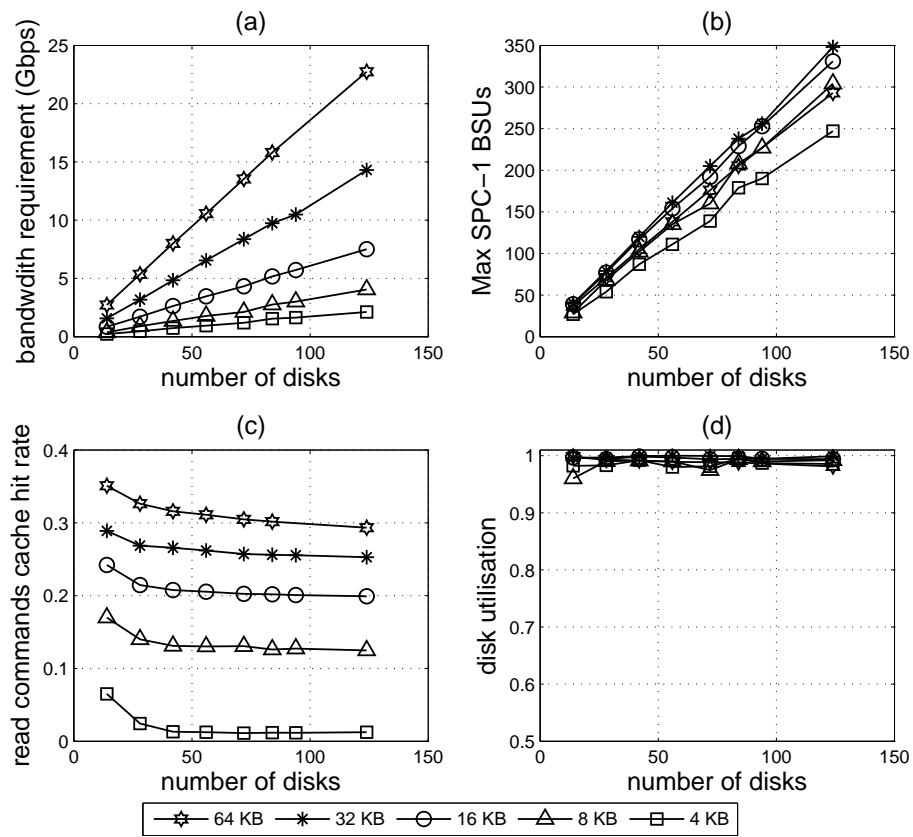 (a)
25
20
15
10
5
0
0 50 100 150
bandwdith requirement (Gbps)
number of disks
(b)
350
300
250
200
150
100
50
0
0 50 100 150
Max SPC−1 BSUs
number of disks
(c)
0.4
0.3
0.2
0.1
0
0 50 100 150
read commands cache hit rate
number of disks
(d)
1
0.9
0.8
0.7
0.6
0.5
0 50 100 150
disk utilisation
number of disks
64 KB 32 KB 16 KB 8 KB 4 KB